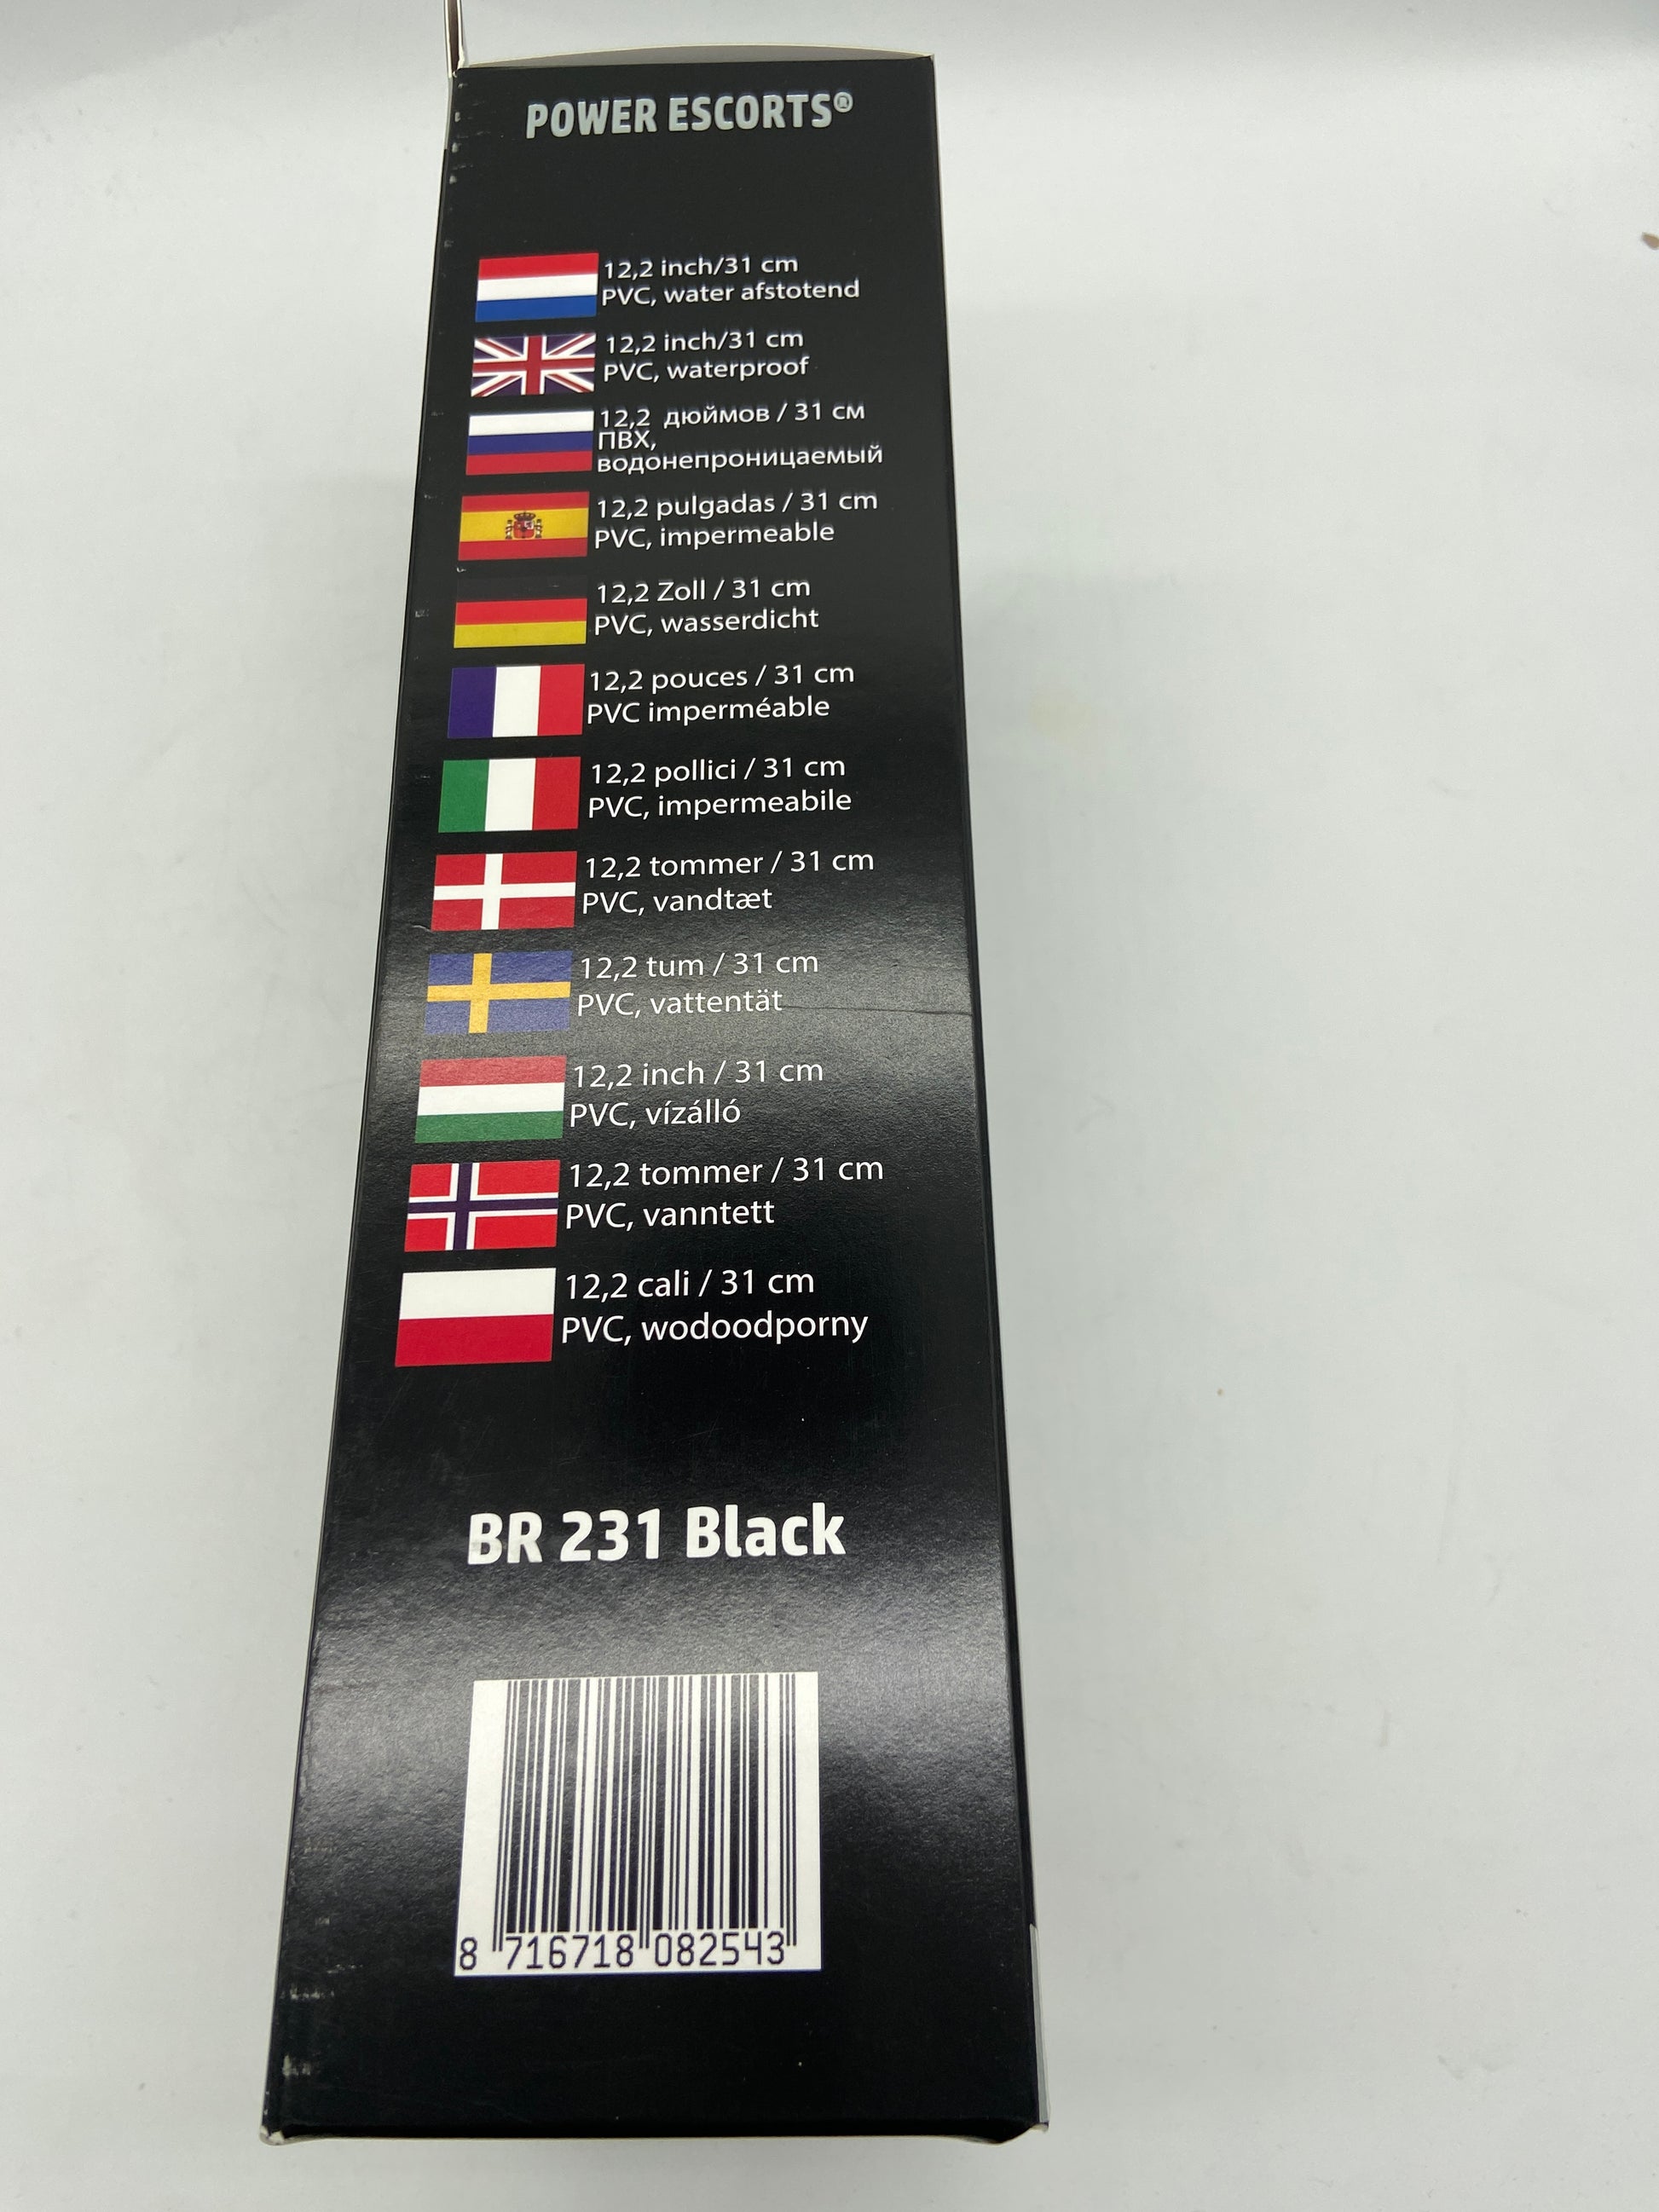 POWER ESCORTS®
12,2 inch/31 cm
PVC, water afstotend
12,2 inch/31 cm
PVC, waterproof
12,2 дюймов / 31 см
ПВХ,
водонепроницаемый
12,2 pulgadas / 31 cm
PVC, impermeable
12,2 Zoll / 31 cm
PVC, wasserdicht
12,2 pouces / 31 cm
PVC imperméable
12,2 pollici / 31 cm
PVC, impermeabile
12,2 tommer / 31 cm
PVC, vandtæt
12,2 tum / 31 cm
PVC, vattentät
12,2 inch / 31 cm
PVC, vízálló
12,2 tommer / 31 cm
PVC, vanntett
12,2 cali / 31 cm
PVC, wodoodporny
BR 231 Black
8 716718 082543